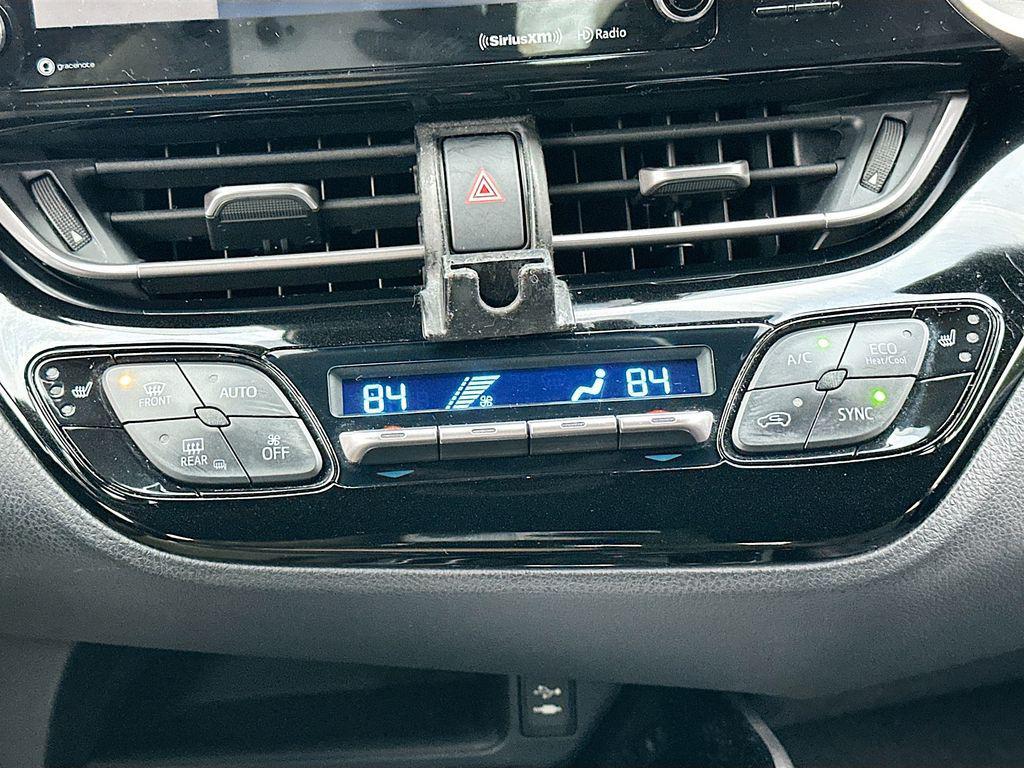 ((SiriusXM))
HD Radio
gracenote
FRONT
AUTO
REAR
OFF
84
84
A/C
ECO
Heat/Cool
SYNC